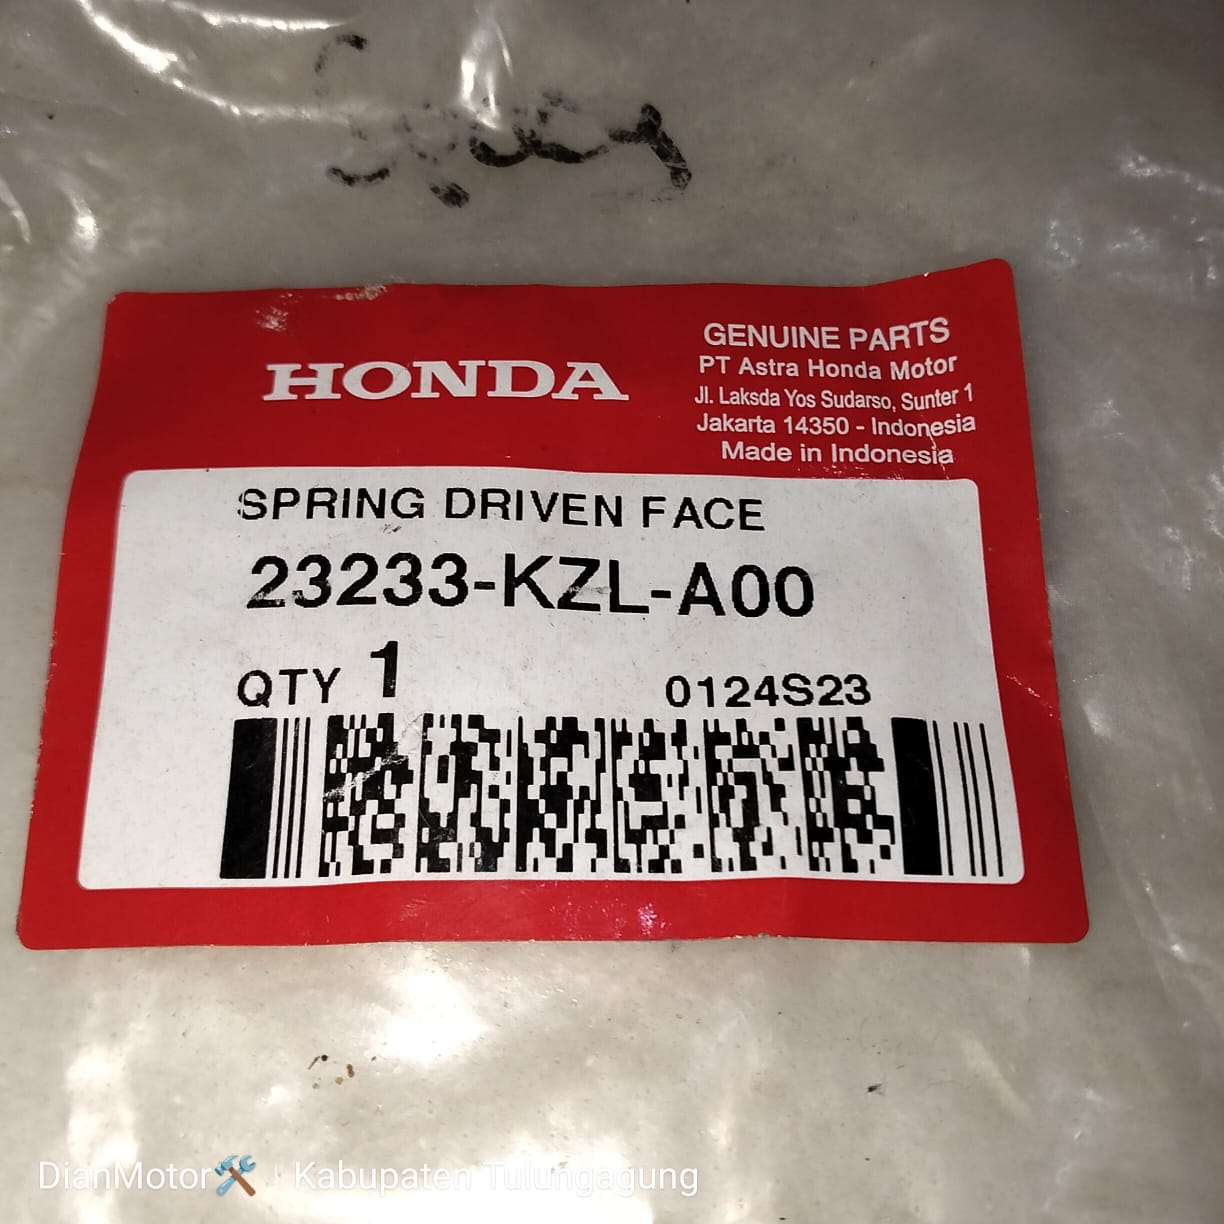 HONDA
GENUINE PARTS
PT Astra Honda Motor
Jl. Laksda Yos Sudarso, Sunter 1
Jakarta 14350 - Indonesia
Made in Indonesia
SPRING DRIVEN FACE
23233-KZL-A00
QTY 1
0124S23
DianMotor🛠️ | Kabupaten Tulungagung